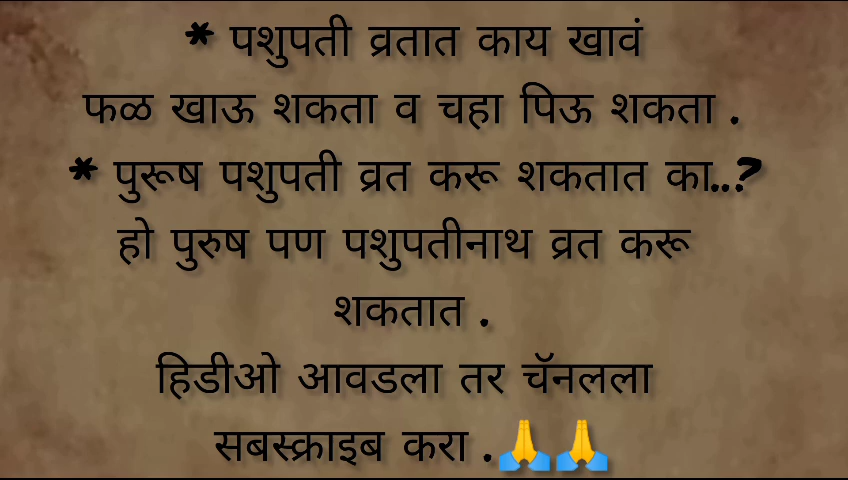 * पशुपती व्रतात काय खावं
फळ खाऊ शकता व चहा पिऊ शकता .
* पुरूष पशुपती व्रत करू शकतात का..?
हो पुरुष पण पशुपतीनाथ व्रत करू
शकतात .
हिडीओ आवडला तर चॅनलला
सबस्क्राइब करा .🙏🙏